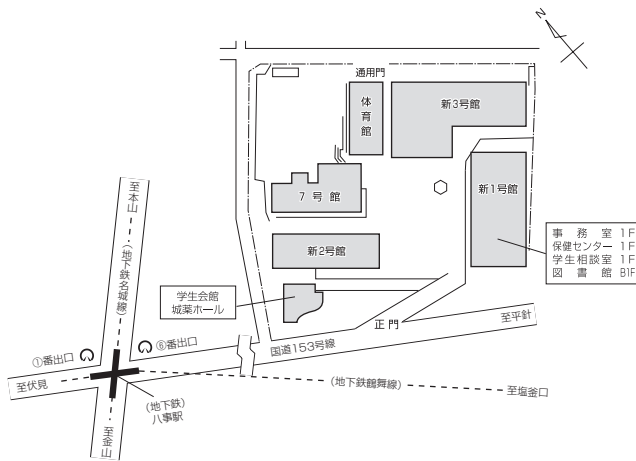 N
通用門
体育館
新3号館
7号館
新1号館
新2号館
事務室 1F
保健センター 1F
学生相談室 1F
図書館 B1F
学生会館
城薬ホール
正門
至本山
(地下鉄名城線)
①番出口
⑥番出口
国道153号線
至平針
至伏見
(地下鉄鶴舞線)
至塩釜口
(地下鉄)
八事駅
至金山